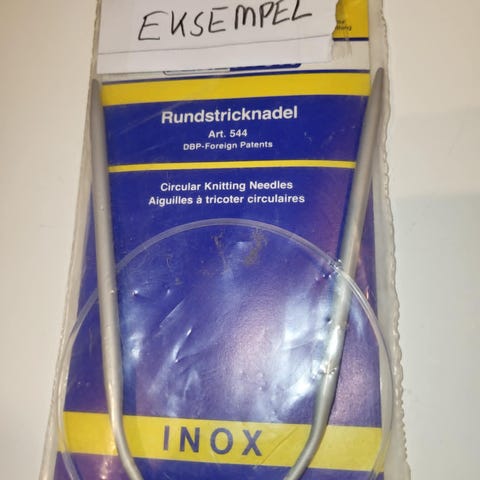 EKSEMPEL
Rundstricknadel
Art. 544
DBP-Foreign Patents
Circular Knitting Needles
Aiguilles à tricoter circulaires
INOX